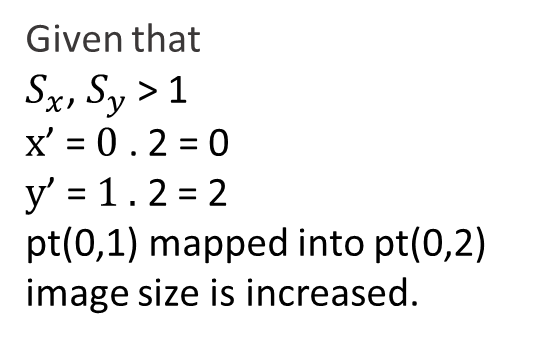 Given that
Sₓ, Sᵧ > 1
x′ = 0 . 2 = 0
y′ = 1 . 2 = 2
pt(0,1) mapped into pt(0,2)
image size is increased.